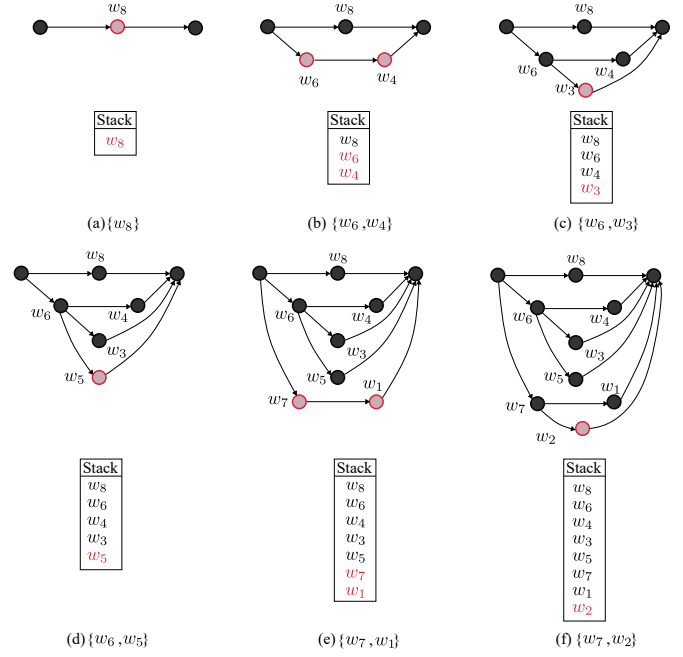 w₈
Stack
w₈
(a){w₈}
w₈
w₆
w₄
Stack
w₈
w₆
w₄
(b) {w₆,w₄}
w₈
w₆
w₄
w₃
Stack
w₈
w₆
w₄
w₃
(c) {w₆,w₃}
w₈
w₆
w₄
w₃
w₅
Stack
w₈
w₆
w₄
w₃
w₅
(d){w₆,w₅}
w₈
w₆
w₄
w₃
w₅
w₇
w₁
Stack
w₈
w₆
w₄
w₃
w₅
w₇
w₁
(e) {w₇,w₁}
w₈
w₆
w₄
w₃
w₅
w₁
w₇
w₂
Stack
w₈
w₆
w₄
w₃
w₅
w₇
w₁
w₂
(f) {w₇,w₂}